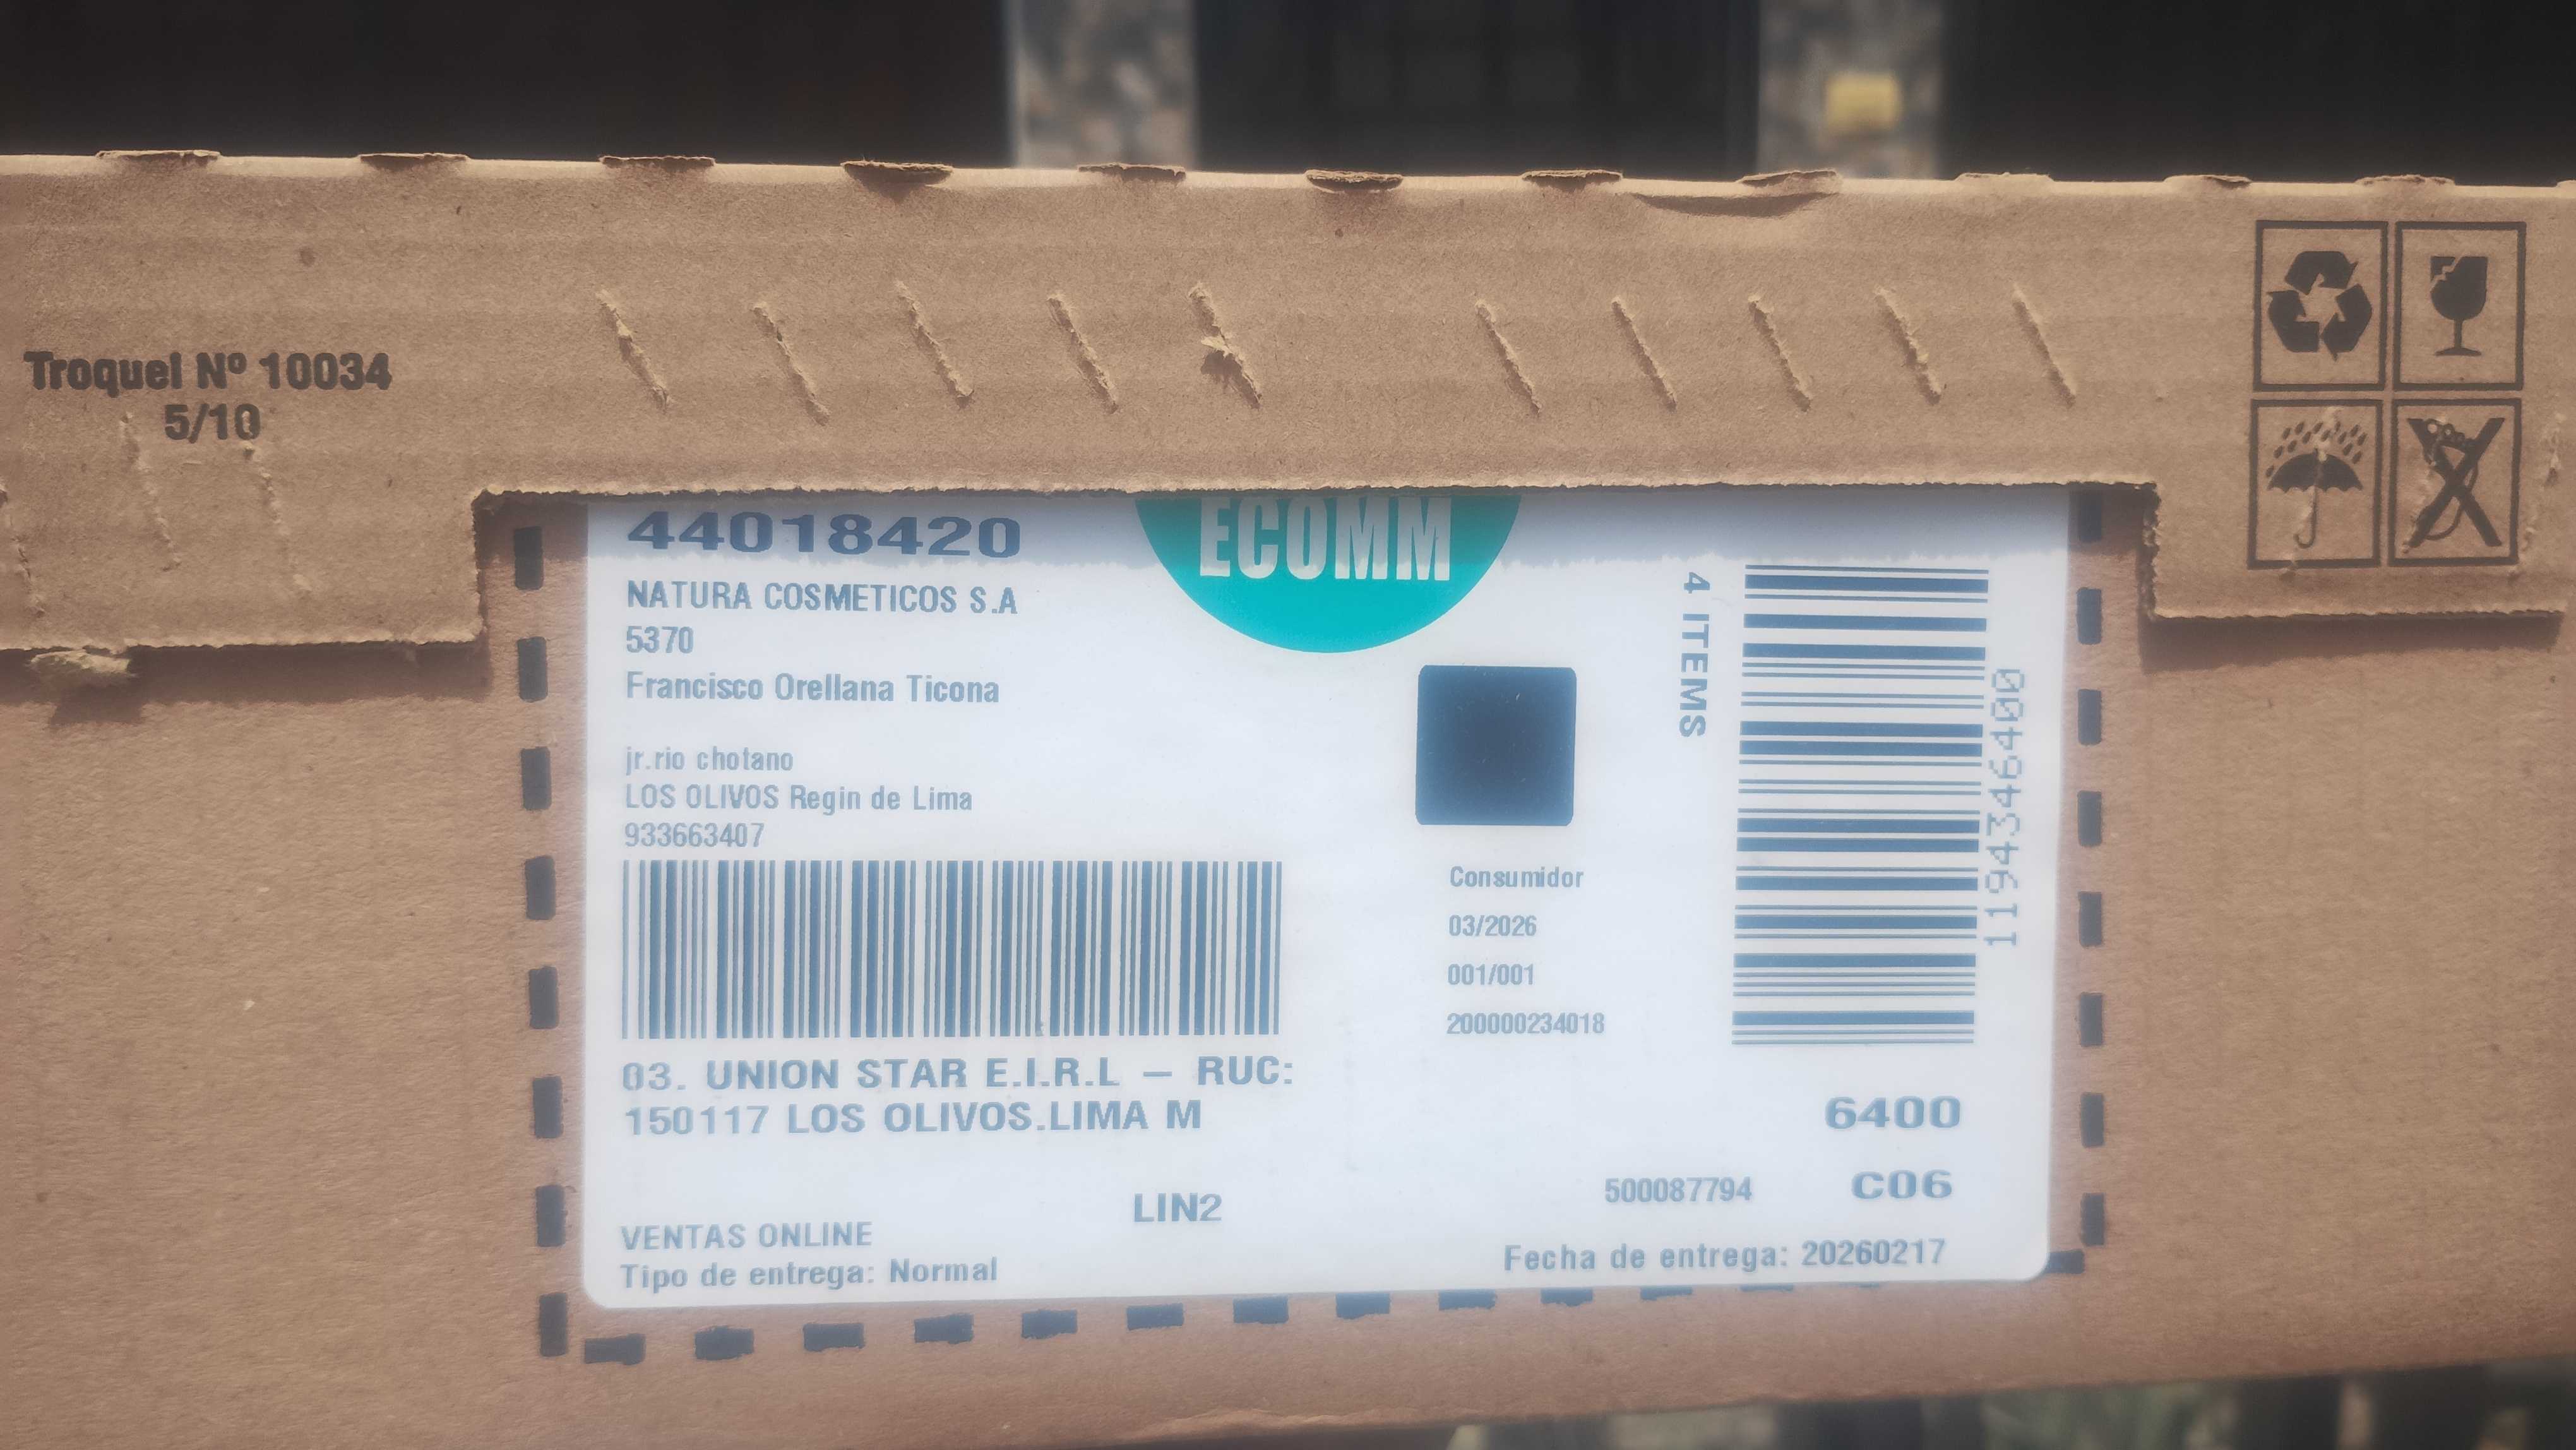 Troquel Nº 10034
5/10
44018420
ECOMM
NATURA COSMETICOS S.A
5370
Francisco Orellana Ticona
jr.rio chotano
LOS OLIVOS Regin de Lima
933663407
4 ITEMS
1194346400
Consumidor
03/2026
001/001
200000234018
03. UNION STAR E.I.R.L – RUC:
150117 LOS OLIVOS.LIMA M
6400
LIN2
500087794 C06
VENTAS ONLINE
Tipo de entrega: Normal
Fecha de entrega: 20260217